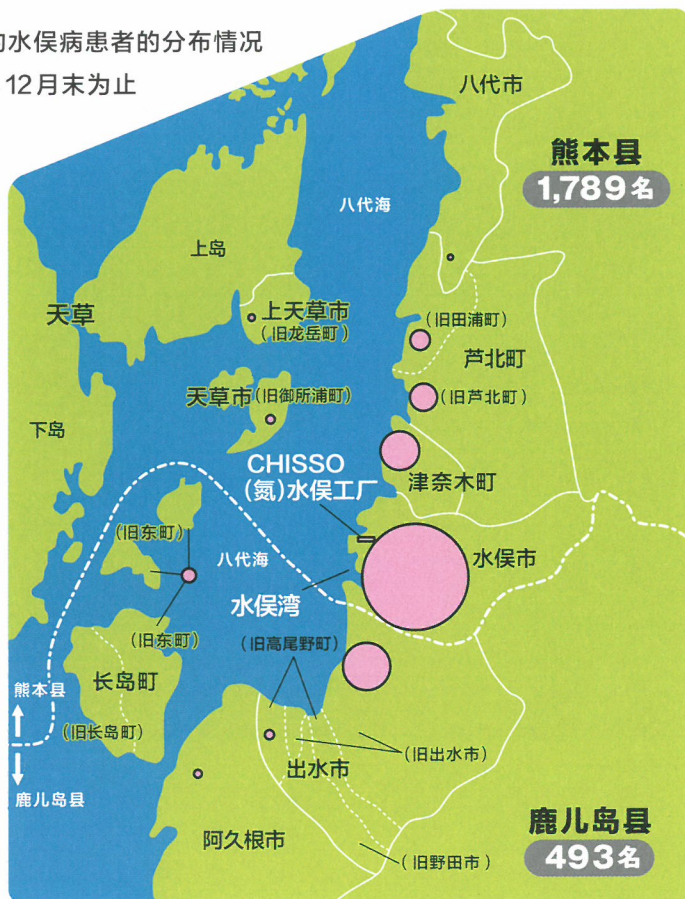 的水俣病患者的分布情况
12月末为止
八代市
熊本县
1,789名
八代海
上岛
天草
上天草市
(旧龙岳町)
(旧田浦町)
芦北町
天草市(旧御所浦町)
(旧芦北町)
下岛
CHISSO
(氮)水俣工厂
津奈木町
(旧东町)
八代海
水俣市
水俣湾
(旧东町)
(旧高尾野町)
长岛町
熊本县
(旧长岛町)
(旧出水市)
出水市
鹿儿岛县
鹿儿岛县
493名
阿久根市
(旧野田市)